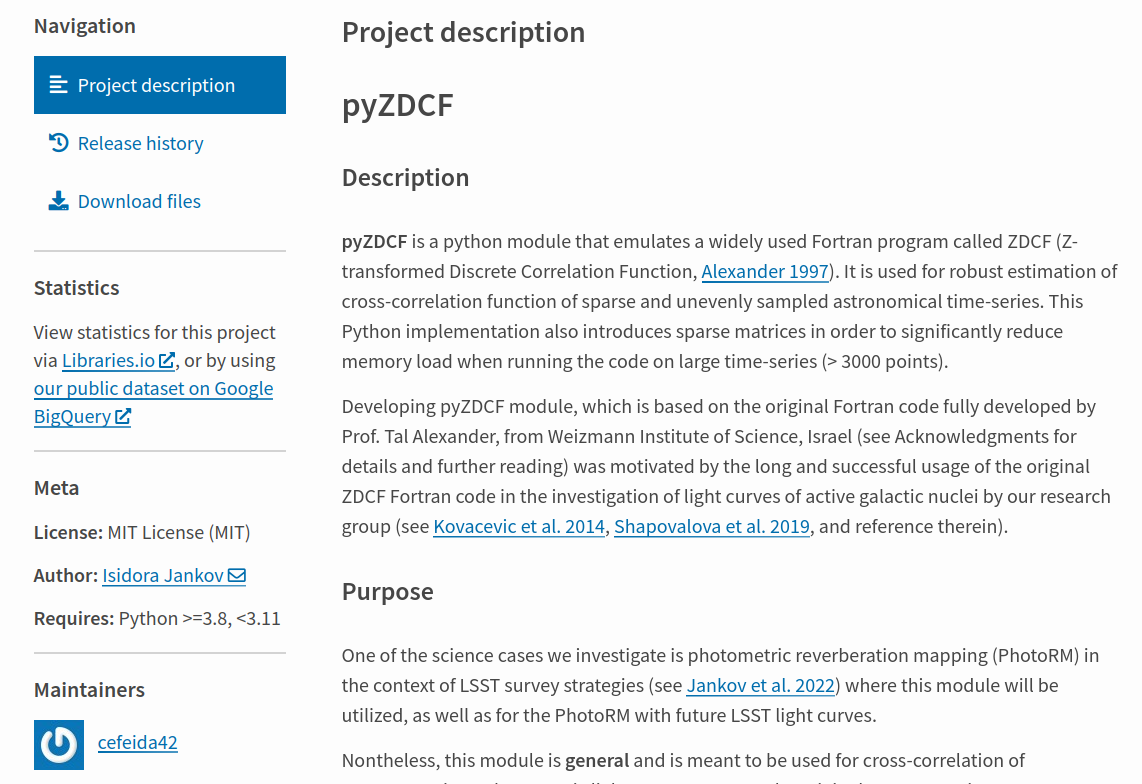 Navigation
Project description
Release history
Download files
Statistics
View statistics for this project
via Libraries.io, or by using
our public dataset on Google
BigQuery
Meta
License: MIT License (MIT)
Author: Isidora Jankov
Requires: Python >=3.8, <3.11
Maintainers
cefeida42
Project description
pyZDCF
Description
pyZDCF is a python module that emulates a widely used Fortran program called ZDCF (Z-
transformed Discrete Correlation Function, Alexander 1997). It is used for robust estimation of
cross-correlation function of sparse and unevenly sampled astronomical time-series. This
Python implementation also introduces sparse matrices in order to significantly reduce
memory load when running the code on large time-series (> 3000 points).
Developing pyZDCF module, which is based on the original Fortran code fully developed by
Prof. Tal Alexander, from Weizmann Institute of Science, Israel (see Acknowledgments for
details and further reading) was motivated by the long and successful usage of the original
ZDCF Fortran code in the investigation of light curves of active galactic nuclei by our research
group (see Kovacevic et al. 2014, Shapovalova et al. 2019, and reference therein).
Purpose
One of the science cases we investigate is photometric reverberation mapping (PhotoRM) in
the context of LSST survey strategies (see Jankov et al. 2022) where this module will be
utilized, as well as for the PhotoRM with future LSST light curves.
Nontheless, this module is general and is meant to be used for cross-correlation of